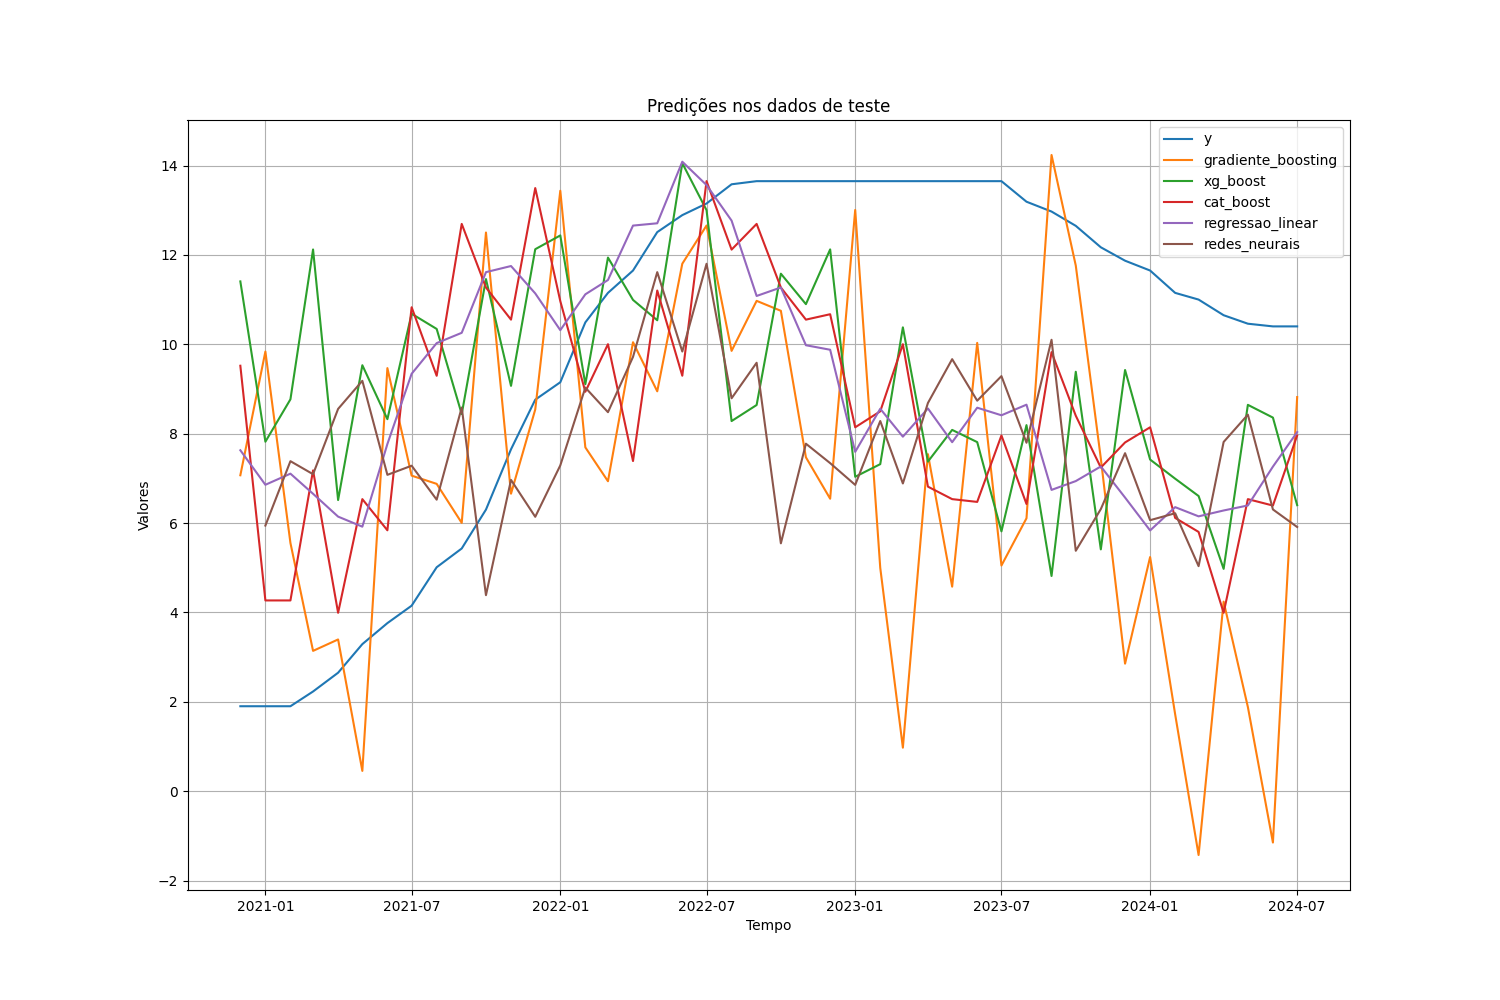 Predições nos dados de teste
y
gradiente_boosting
xg_boost
cat_boost
regressao_linear
redes_neurais
Valores
14
12
10
8
6
4
2
0
−2
2021-01 2021-07 2022-01 2022-07 2023-01 2023-07 2024-01 2024-07
Tempo